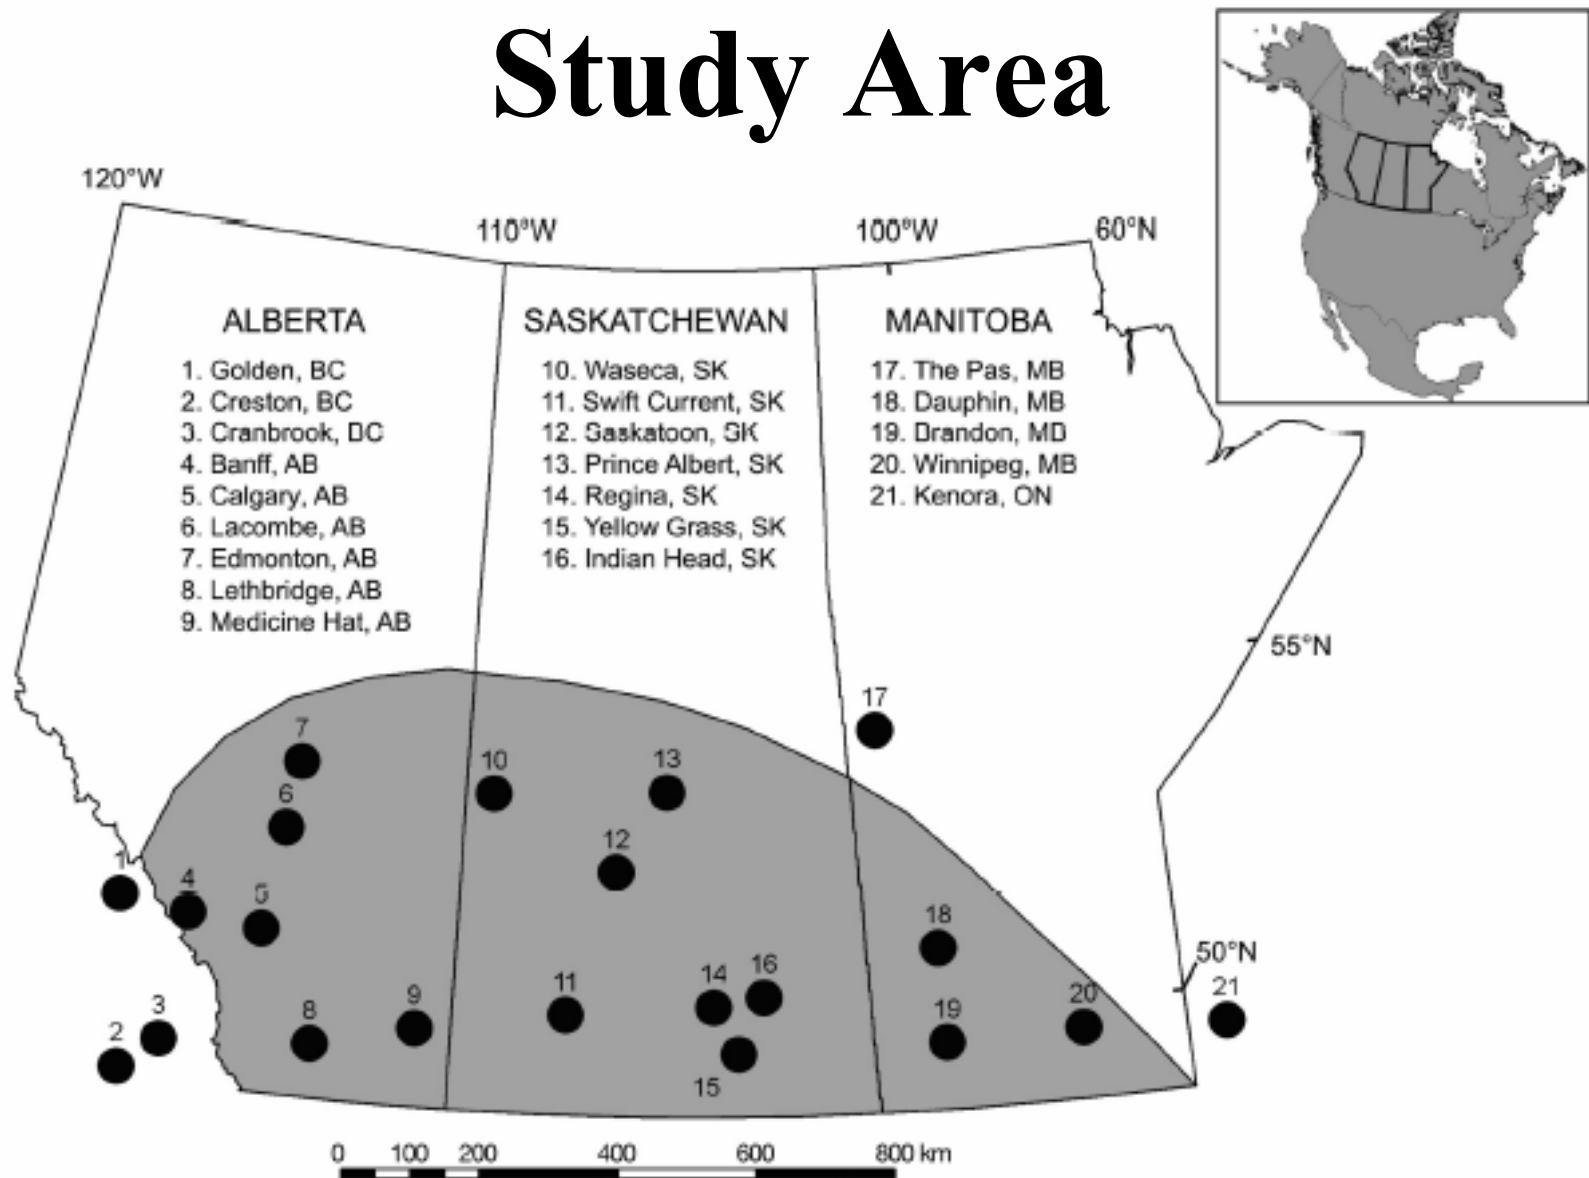 Study Area
120°W
110°W
100°W
60°N
ALBERTA
1. Golden, BC
2. Creston, BC
3. Cranbrook, BC
4. Banff, AB
5. Calgary, AB
6. Lacombe, AB
7. Edmonton, AB
8. Lethbridge, AB
9. Medicine Hat, AB
SASKATCHEWAN
10. Waseca, SK
11. Swift Current, SK
12. Saskatoon, SK
13. Prince Albert, SK
14. Regina, SK
15. Yellow Grass, SK
16. Indian Head, SK
MANITOBA
17. The Pas, MB
18. Dauphin, MB
19. Brandon, MB
20. Winnipeg, MB
21. Kenora, ON
55°N
17
7
10
13
6
12
1
4
5
18
50°N
16
14
11
9
8
3
2
19
20
21
15
0 100 200 400 600 800 km